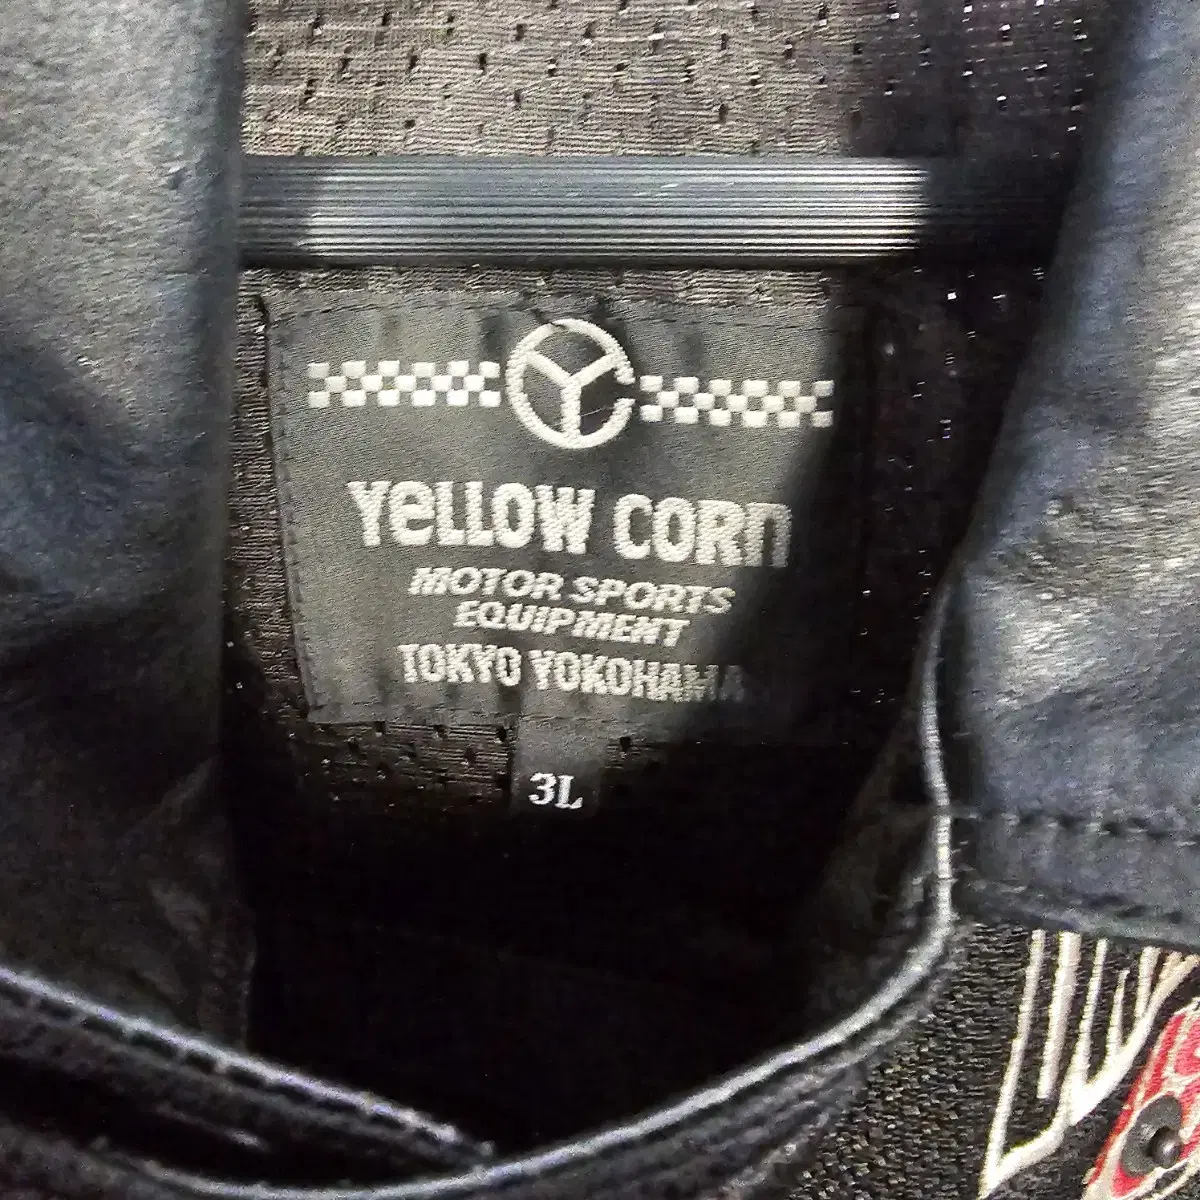 YeLLOW CORn
MOTOR SPORTS
EQUIPMENT
TOKYO YOKOHAMA
3L